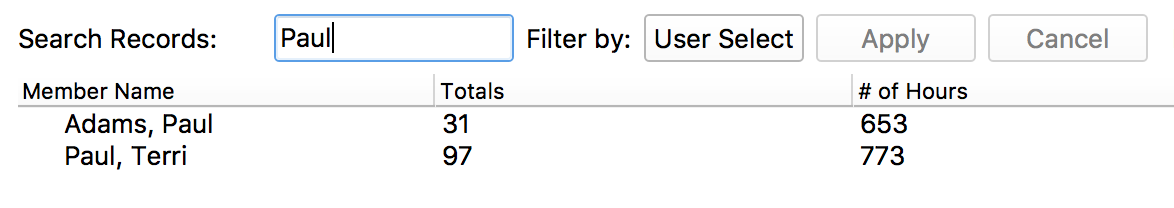 Search Records: Paul Filter by: User Select Apply Cancel
Member Name Totals # of Hours
Adams, Paul 31 653
Paul, Terri 97 773